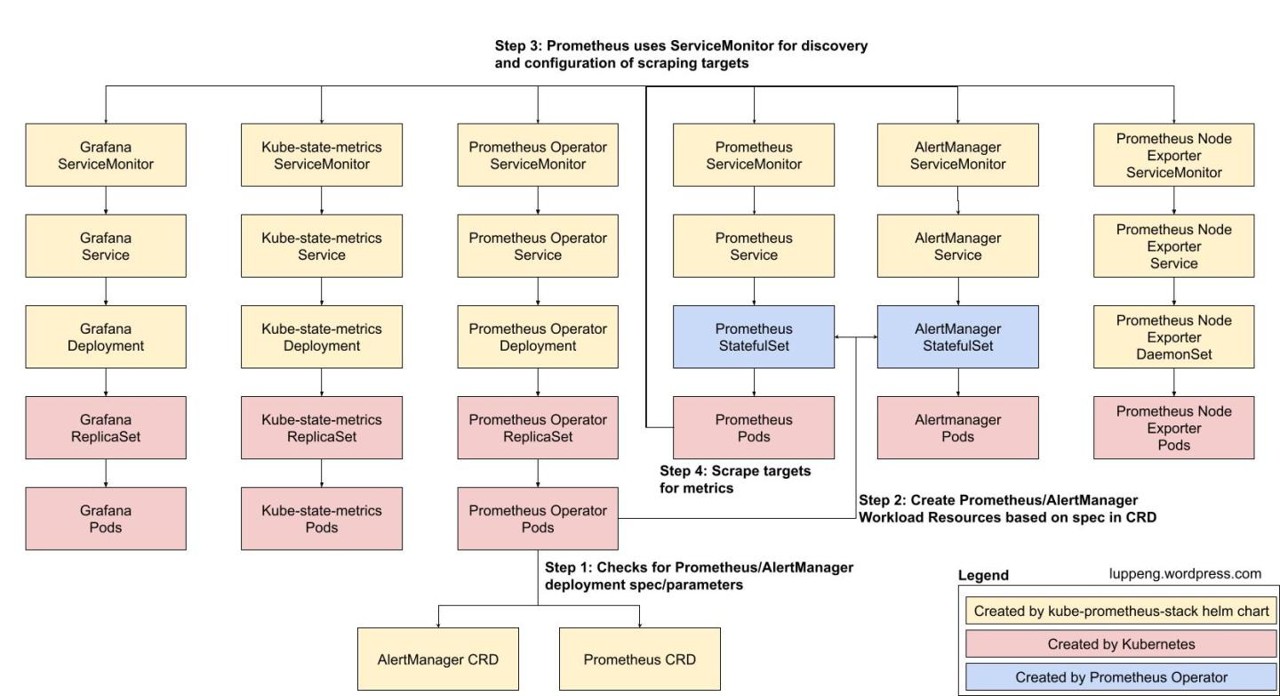 Step 3: Prometheus uses ServiceMonitor for discovery
and configuration of scraping targets
Grafana
ServiceMonitor
Kube-state-metrics
ServiceMonitor
Prometheus Operator
ServiceMonitor
Prometheus
ServiceMonitor
AlertManager
ServiceMonitor
Prometheus Node
Exporter
ServiceMonitor
Grafana
Service
Kube-state-metrics
Service
Prometheus Operator
Service
Prometheus
Service
AlertManager
Service
Prometheus Node
Exporter
Service
Grafana
Deployment
Kube-state-metrics
Deployment
Prometheus Operator
Deployment
Prometheus
StatefulSet
AlertManager
StatefulSet
Prometheus Node
Exporter
DaemonSet
Grafana
ReplicaSet
Kube-state-metrics
ReplicaSet
Prometheus Operator
ReplicaSet
Prometheus
Pods
Alertmanager
Pods
Prometheus Node
Exporter
Pods
Step 4: Scrape targets
for metrics
Grafana
Pods
Kube-state-metrics
Pods
Prometheus Operator
Pods
Step 2: Create Prometheus/AlertManager
Workload Resources based on spec in CRD
Step 1: Checks for Prometheus/AlertManager
deployment spec/parameters
AlertManager CRD
Prometheus CRD
Legend
luppeng.wordpress.com
Created by kube-prometheus-stack helm chart
Created by Kubernetes
Created by Prometheus Operator